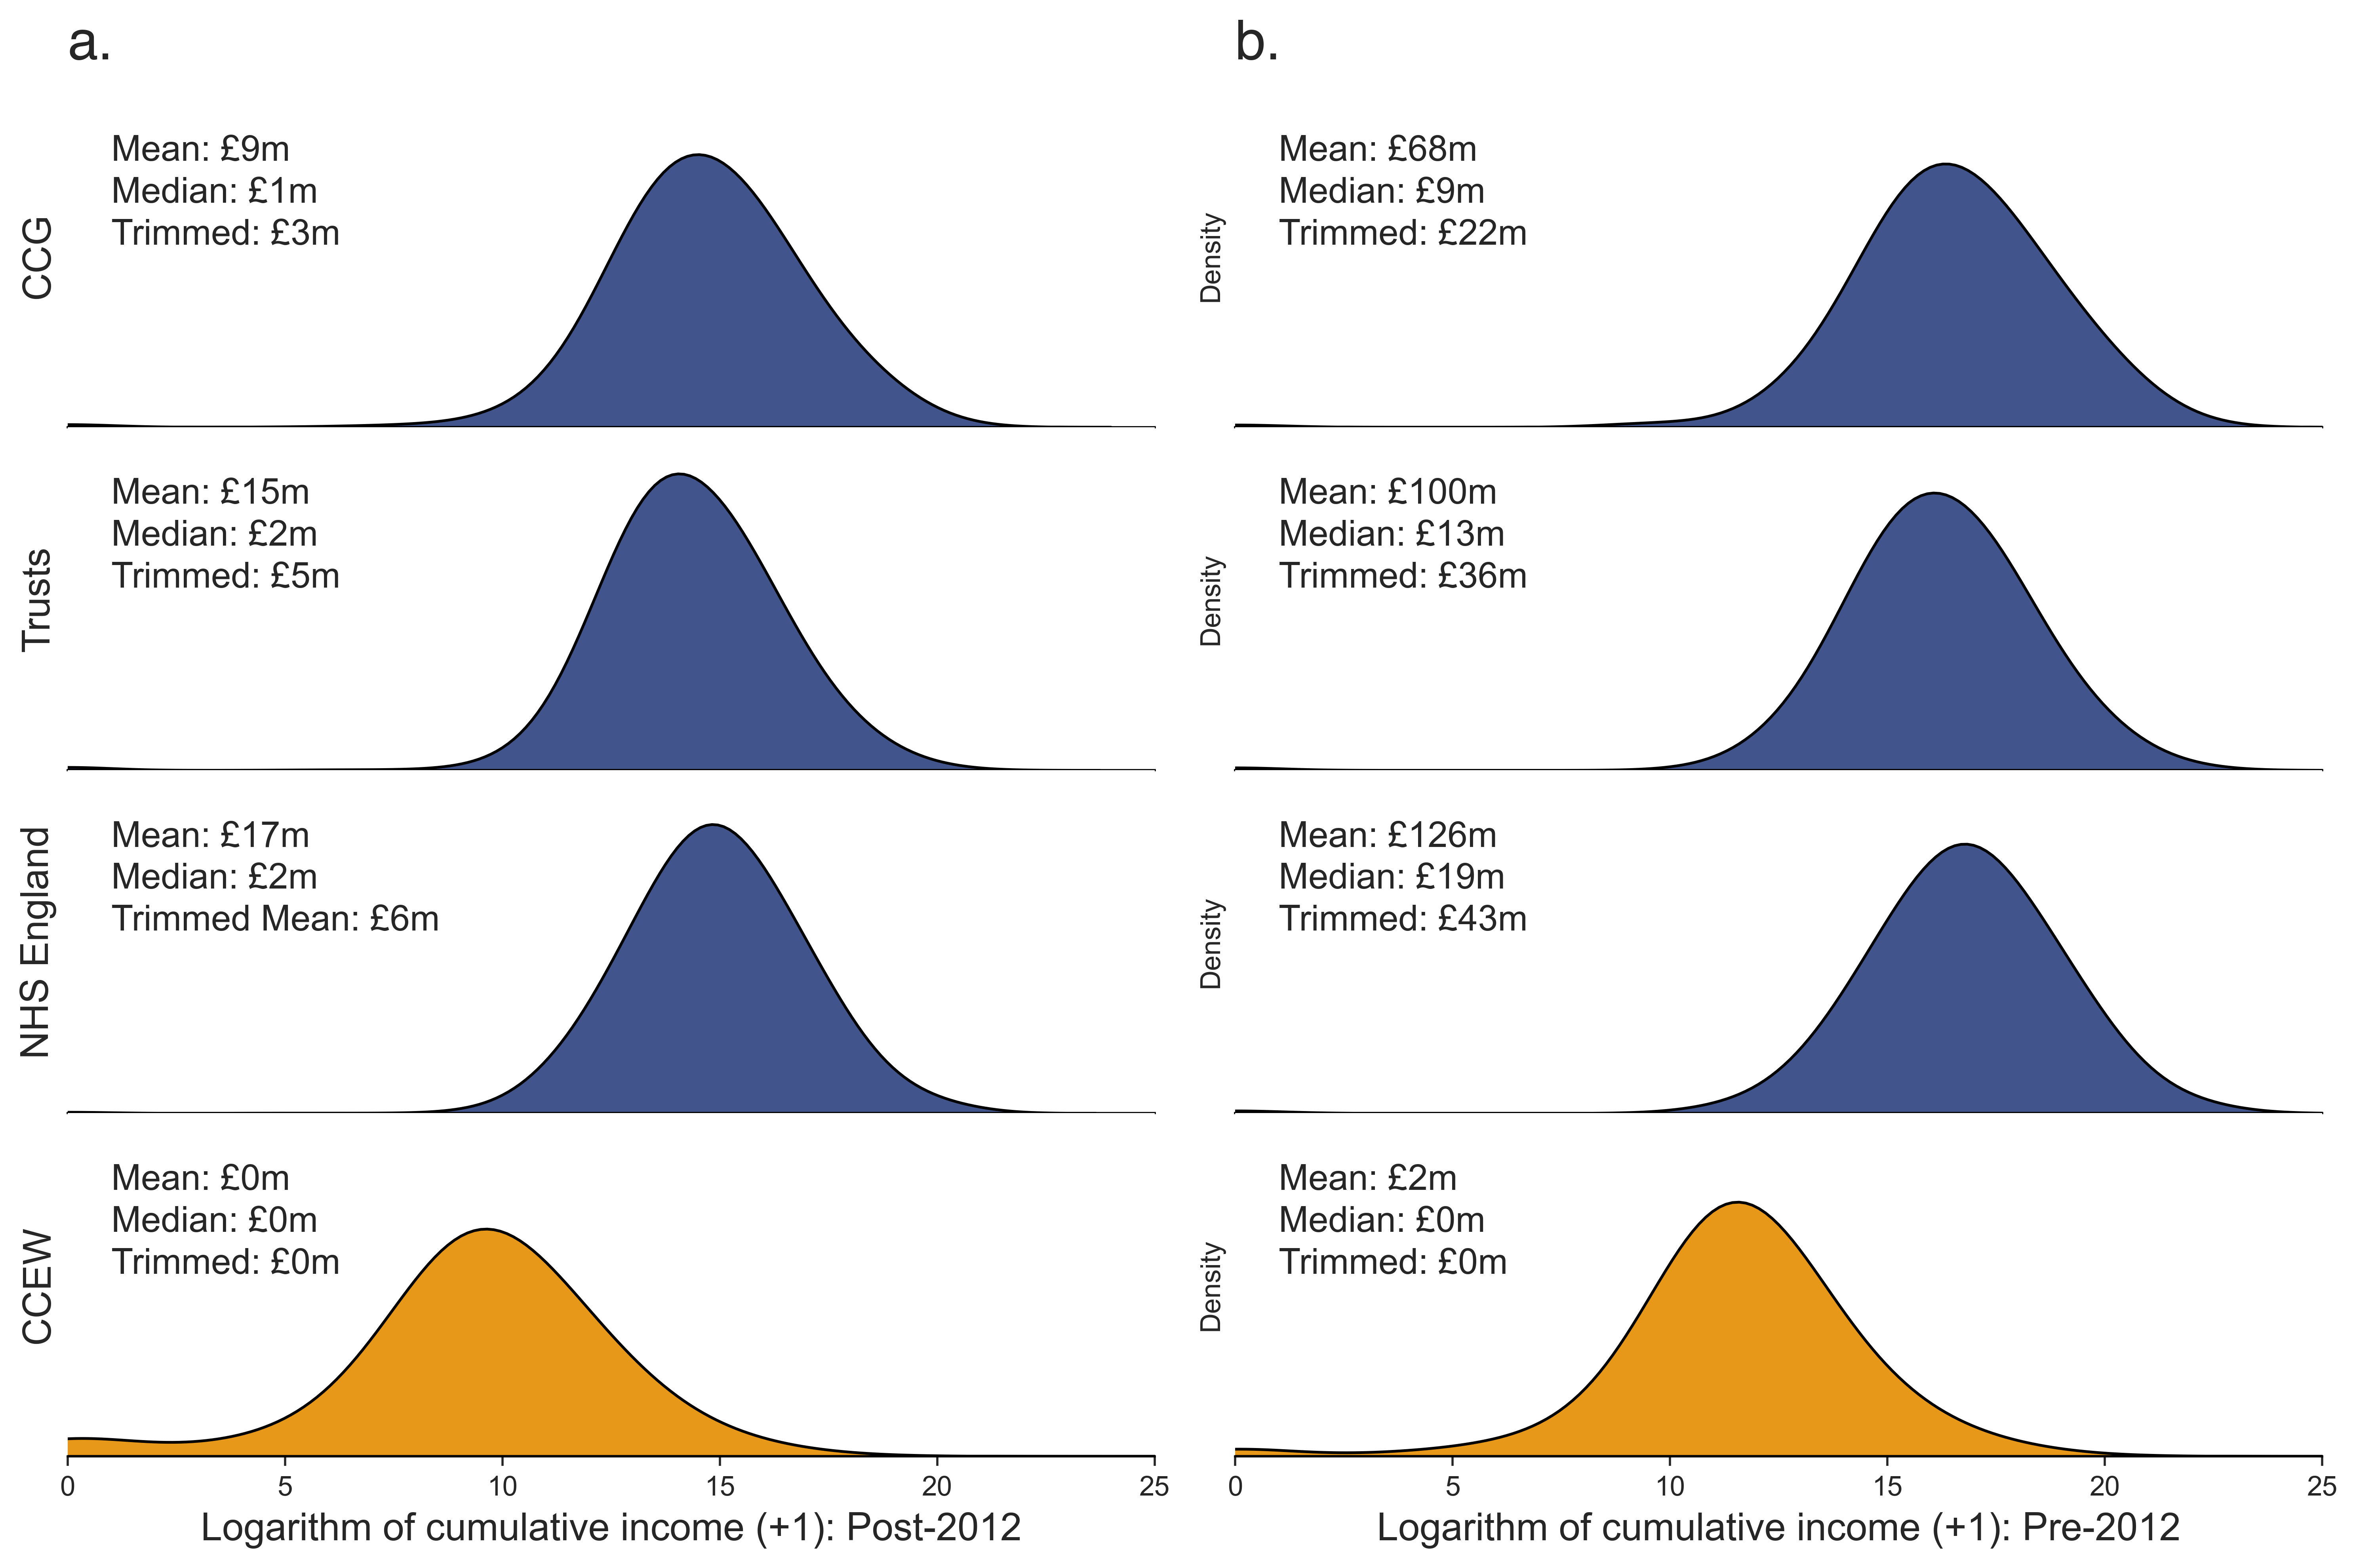 a.
CCG
Mean: £9m
Median: £1m
Trimmed: £3m
Trusts
Mean: £15m
Median: £2m
Trimmed: £5m
NHS England
Mean: £17m
Median: £2m
Trimmed Mean: £6m
CCEW
Mean: £0m
Median: £0m
Trimmed: £0m
0 5 10 15 20 25
Logarithm of cumulative income (+1): Post-2012
b.
Density
Mean: £68m
Median: £9m
Trimmed: £22m
Density
Mean: £100m
Median: £13m
Trimmed: £36m
Density
Mean: £126m
Median: £19m
Trimmed: £43m
Density
Mean: £2m
Median: £0m
Trimmed: £0m
0 5 10 15 20 25
Logarithm of cumulative income (+1): Pre-2012